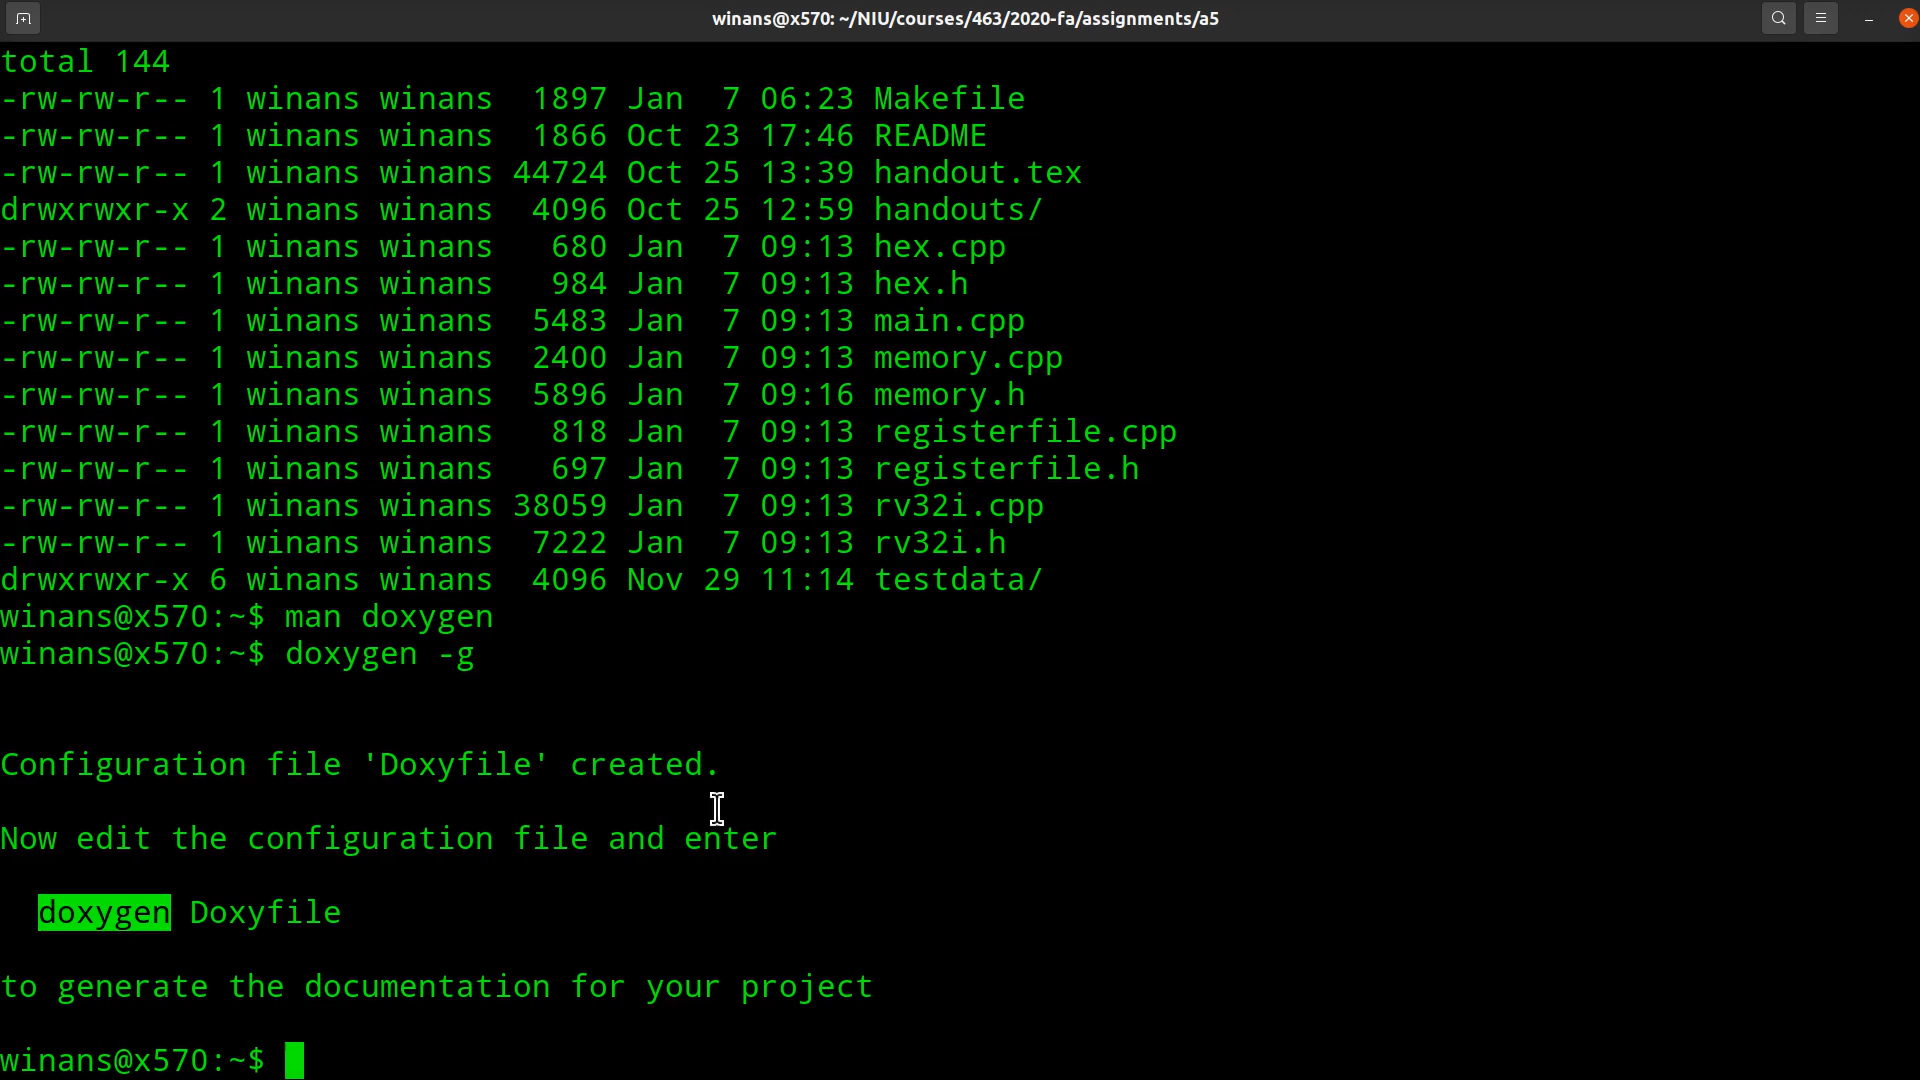 winans@x570: ~/NIU/courses/463/2020-fa/assignments/a5
total 144
-rw-rw-r-- 1 winans winans  1897 Jan  7 06:23 Makefile
-rw-rw-r-- 1 winans winans  1866 Oct 23 17:46 README
-rw-rw-r-- 1 winans winans 44724 Oct 25 13:39 handout.tex
drwxrwxr-x 2 winans winans  4096 Oct 25 12:59 handouts/
-rw-rw-r-- 1 winans winans   680 Jan  7 09:13 hex.cpp
-rw-rw-r-- 1 winans winans   984 Jan  7 09:13 hex.h
-rw-rw-r-- 1 winans winans  5483 Jan  7 09:13 main.cpp
-rw-rw-r-- 1 winans winans  2400 Jan  7 09:13 memory.cpp
-rw-rw-r-- 1 winans winans  5896 Jan  7 09:16 memory.h
-rw-rw-r-- 1 winans winans   818 Jan  7 09:13 registerfile.cpp
-rw-rw-r-- 1 winans winans   697 Jan  7 09:13 registerfile.h
-rw-rw-r-- 1 winans winans 38059 Jan  7 09:13 rv32i.cpp
-rw-rw-r-- 1 winans winans  7222 Jan  7 09:13 rv32i.h
drwxrwxr-x 6 winans winans  4096 Nov 29 11:14 testdata/
winans@x570:~$ man doxygen
winans@x570:~$ doxygen -g
Configuration file 'Doxyfile' created.
Now edit the configuration file and enter
doxygen Doxyfile
to generate the documentation for your project
winans@x570:~$